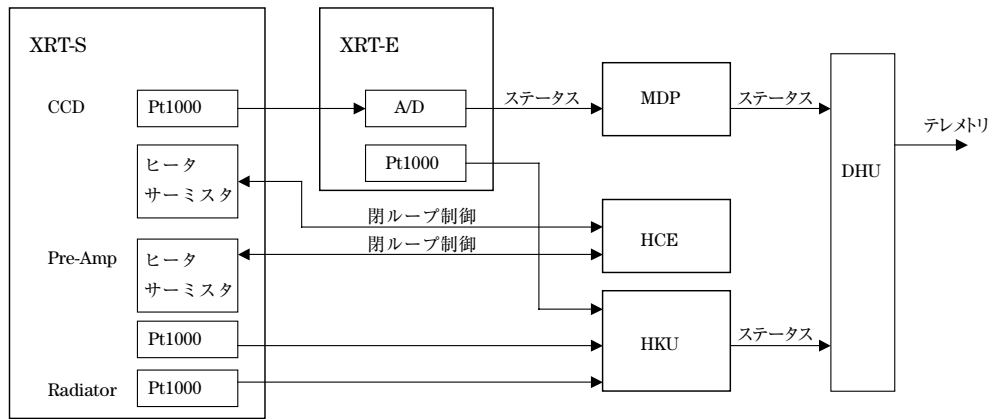 XRT-S
XRT-E
CCD
Pt1000
A/D
ステータス
MDP
ステータス
テレメトリ
Pt1000
DHU
ヒータ
サーミスタ
閉ループ制御
HCE
閉ループ制御
Pre-Amp
ヒータ
サーミスタ
Pt1000
HKU
ステータス
Radiator
Pt1000